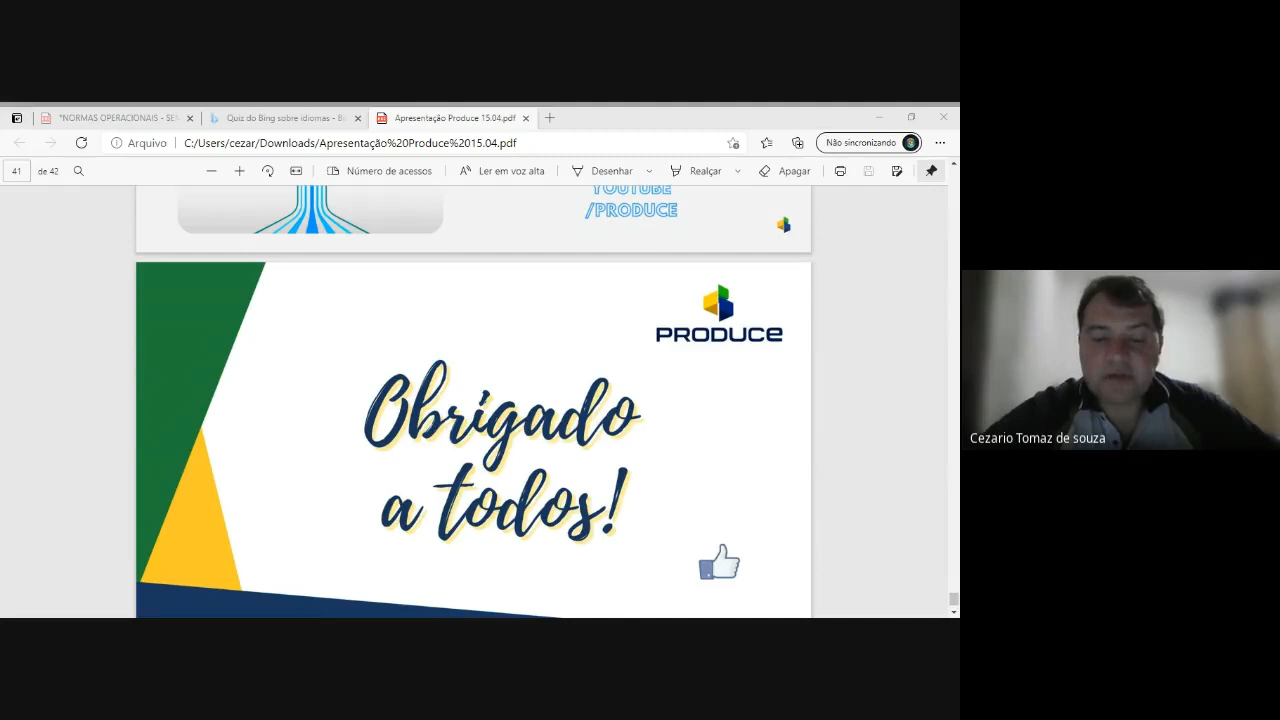 *NORMAS OPERACIONAIS - SE
Quiz do Bing sobre idiomas - Bi
Apresentação Produce 15.04.pdf
Arquivo
C:/Users/cezar/Downloads/Apresentação%20Produce%2015.04.pdf
Não sincronizando
41
de 42
Número de acessos
Ler em voz alta
Desenhar
Realçar
Apagar
YOUTUBE
/PRODUCE
PRODUCE
Obrigado
a todos!
Cezario Tomaz de souza